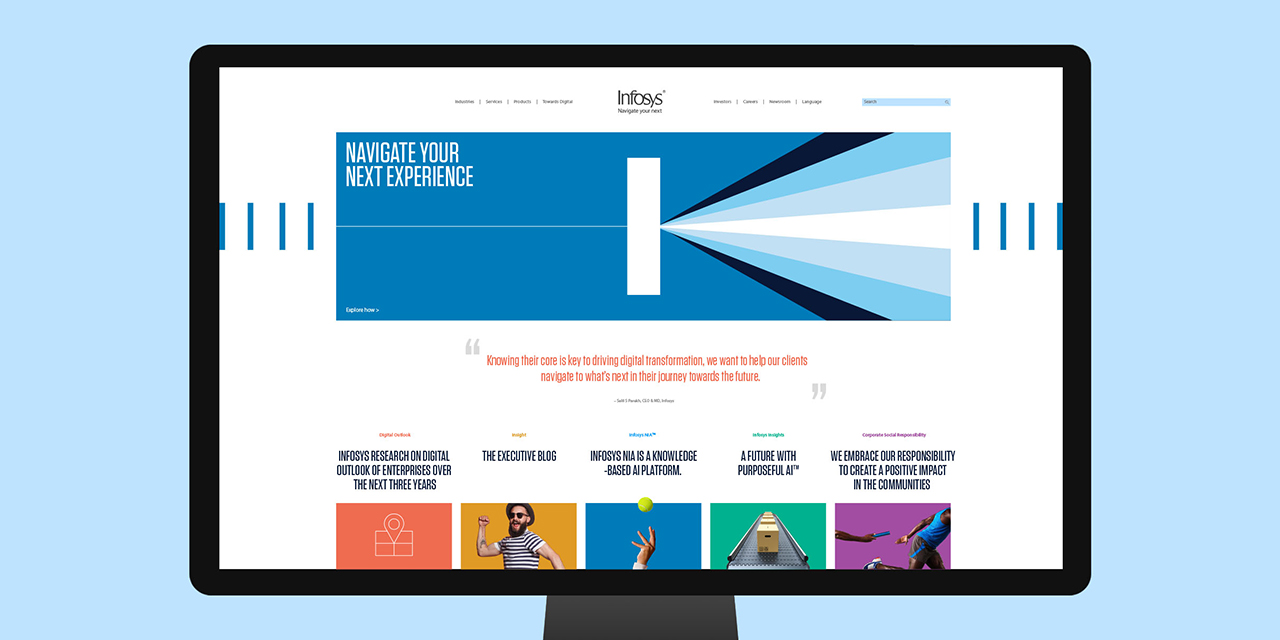 Industries | Services | Products | Towards Digital
Infosys®
Navigate your next
Investors | Careers | Newsroom | Language
Search
NAVIGATE YOUR
NEXT EXPERIENCE
Explore how >
“ Knowing their core is key to driving digital transformation, we want to help our clients
navigate to what's next in their journey towards the future. ”
– Salil S Parekh, CEO & MD, Infosys
Digital Outlook
INFOSYS RESEARCH ON DIGITAL
OUTLOOK OF ENTERPRISES OVER
THE NEXT THREE YEARS
Insight
THE EXECUTIVE BLOG
Infosys NIA™
INFOSYS NIA IS A KNOWLEDGE
-BASED AI PLATFORM.
Infosys Insights
A FUTURE WITH
PURPOSEFUL AI™
Corporate Social Responsibility
WE EMBRACE OUR RESPONSIBILITY
TO CREATE A POSITIVE IMPACT
IN THE COMMUNITIES